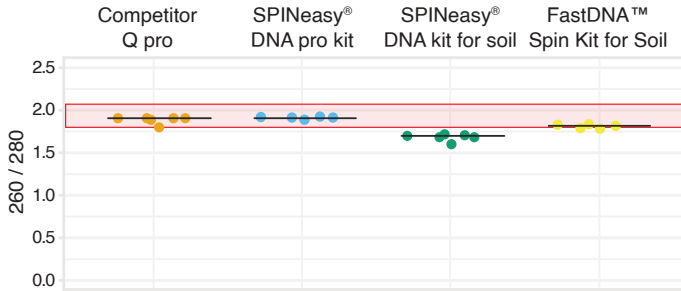 Competitor
Q pro
SPINeasy®
DNA pro kit
SPINeasy®
DNA kit for soil
FastDNA™
Spin Kit for Soil
260 / 280
2.5
2.0
1.5
1.0
0.5
0.0